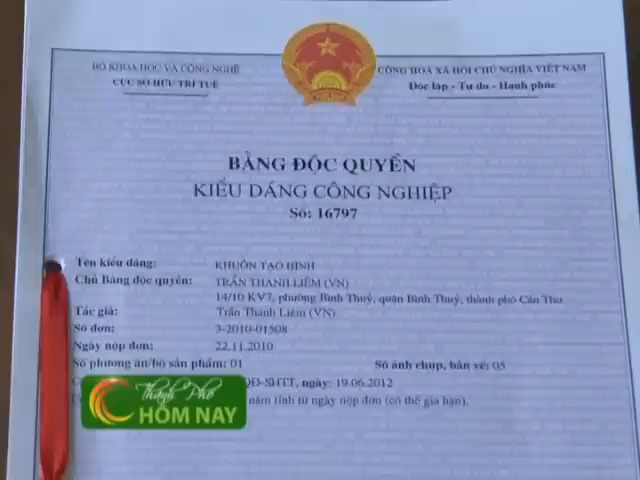 BỘ KHOA HỌC VÀ CÔNG NGHỆ
CỤC SỞ HỮU TRÍ TUỆ
CỘNG HOÀ XÃ HỘI CHỦ NGHĨA VIỆT NAM
Độc lập - Tự do - Hạnh phúc
BẰNG ĐỘC QUYỀN
KIỂU DÁNG CÔNG NGHIỆP
Số: 16797
Tên kiểu dáng: KHUÔN TẠO HÌNH
Chủ Bằng độc quyền: TRẦN THANH LIÊM (VN)
14/10 KV7, phường Bình Thuỷ, quận Bình Thuỷ, thành phố Cần Thơ
Tác giả: Trần Thanh Liêm (VN)
Số đơn: 3-2010-01508
Ngày nộp đơn: 22.11.2010
Số phương án/bộ sản phẩm: 01 Số ảnh chụp, bản vẽ: 05
QĐ-SHTT, ngày: 19.06.2012
năm tính từ ngày nộp đơn (có thể gia hạn).
Thành Phố
HÔM NAY